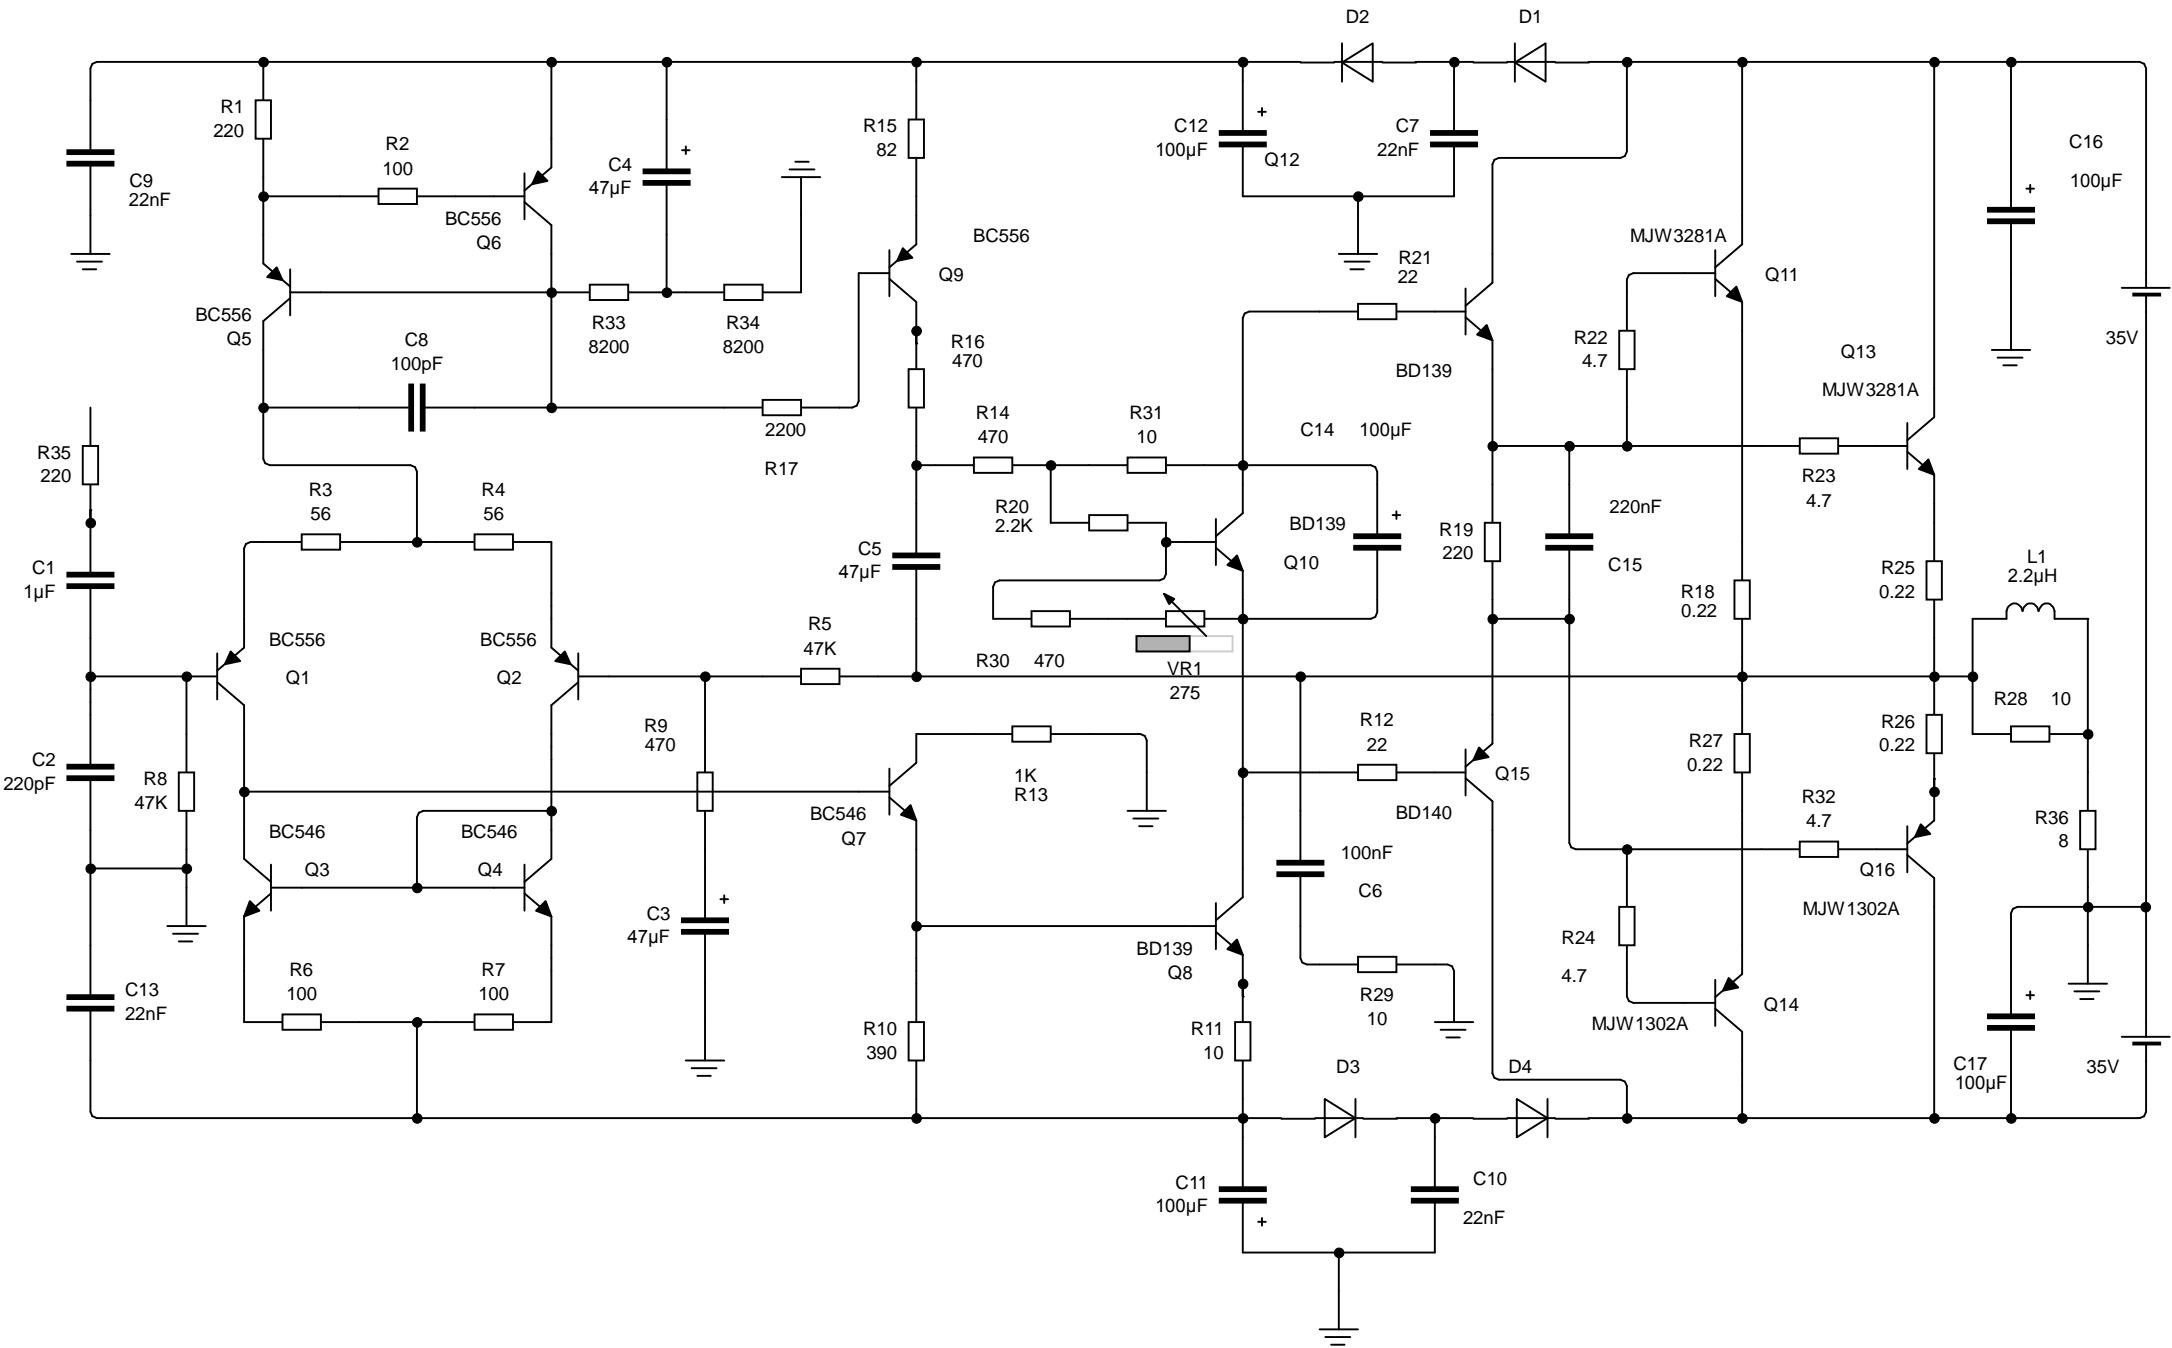 D2
D1
R1
220
R2
100
C9
22nF
BC556
Q6
C4
47µF
+
R15
82
C12
100µF
+
Q12
C7
22nF
C16
100µF
+
BC556
Q9
R21
22
MJW3281A
Q11
BC556
Q5
R33
8200
R34
8200
C8
100pF
R16
470
R22
4.7
BD139
Q13
MJW3281A
35V
R35
220
2200
R17
R14
470
R31
10
C14
100µF
R3
56
R4
56
R20
2.2K
BD139
Q10
+
R19
220
220nF
C15
R23
4.7
C1
1µF
C5
47µF
R18
0.22
R25
0.22
L1
2.2µH
BC556
Q1
BC556
Q2
R5
47K
R30
470
VR1
275
R28
10
C2
220pF
R8
47K
R9
470
1K
R13
R12
22
Q15
BD140
R27
0.22
R26
0.22
BC546
Q3
BC546
Q4
BC546
Q7
100nF
C6
R32
4.7
Q16
MJW1302A
R36
8
C3
47µF
+
BD139
Q8
R24
4.7
C13
22nF
R6
100
R7
100
R10
390
R11
10
R29
10
MJW1302A
Q14
+
C17
100µF
35V
D3
D4
C11
100µF
+
C10
22nF